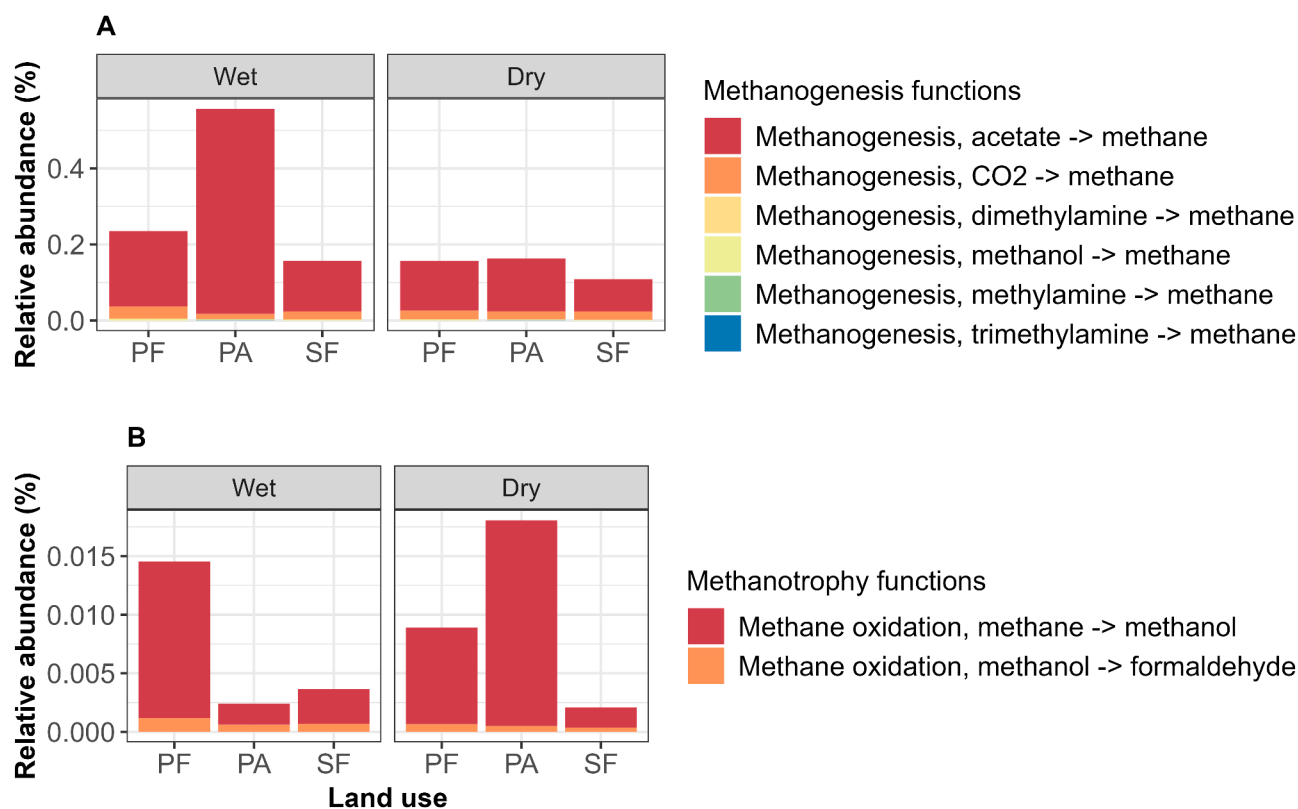 A
Wet
Dry
Relative abundance (%)
0.4
0.2
0.0
PF
PA
SF
PF
PA
SF
Methanogenesis functions
Methanogenesis, acetate -> methane
Methanogenesis, CO2 -> methane
Methanogenesis, dimethylamine -> methane
Methanogenesis, methanol -> methane
Methanogenesis, methylamine -> methane
Methanogenesis, trimethylamine -> methane
B
Wet
Dry
Relative abundance (%)
0.015
0.010
0.005
0.000
PF
PA
SF
PF
PA
SF
Land use
Methanotrophy functions
Methane oxidation, methane -> methanol
Methane oxidation, methanol -> formaldehyde